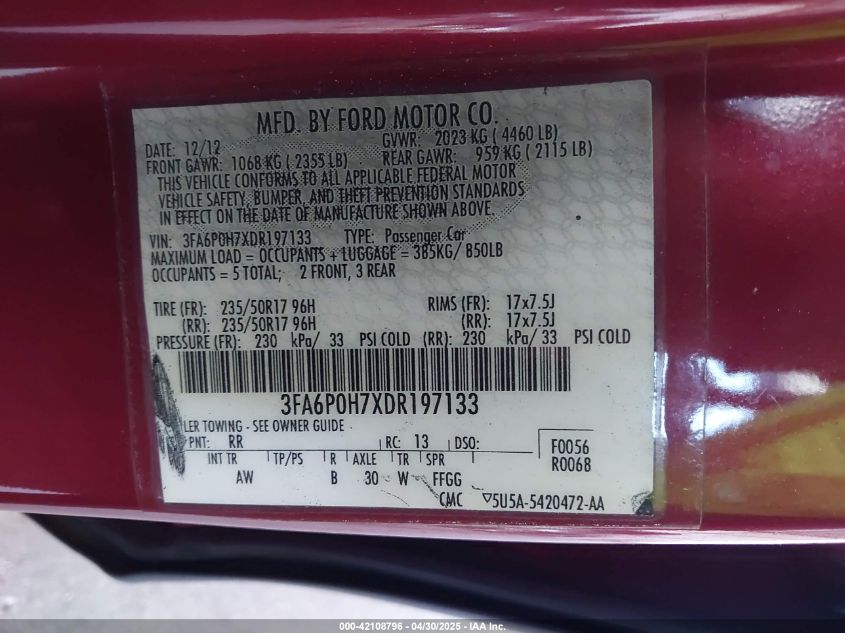 MFD. BY FORD MOTOR CO.
DATE: 12/12 GVWR: 2023 KG ( 4460 LB)
FRONT GAWR: 1068 KG ( 2355 LB) REAR GAWR: 959 KG ( 2115 LB)
THIS VEHICLE CONFORMS TO ALL APPLICABLE FEDERAL MOTOR
VEHICLE SAFETY, BUMPER, AND THEFT PREVENTION STANDARDS
IN EFFECT ON THE DATE OF MANUFACTURE SHOWN ABOVE.
VIN: 3FA6P0H7XDR197133 TYPE: Passenger Car
MAXIMUM LOAD = OCCUPANTS + LUGGAGE = 385KG/ 850LB
OCCUPANTS = 5 TOTAL; 2 FRONT, 3 REAR
TIRE (FR): 235/50R17 96H RIMS (FR): 17x7.5J
(RR): 235/50R17 96H (RR): 17x7.5J
PRESSURE (FR): 230 kPa/ 33 PSI COLD (RR): 230 kPa/ 33 PSI COLD
3FA6P0H7XDR197133
LER TOWING - SEE OWNER GUIDE
PNT: RR RC: 13 DSO: F0056
R0068
INT TR TP/PS R AXLE TR SPR
AW B 30 W FFGG
CMC 5U5A-5420472-AA
000-42108796 - 04/30/2025 - IAAI.COM